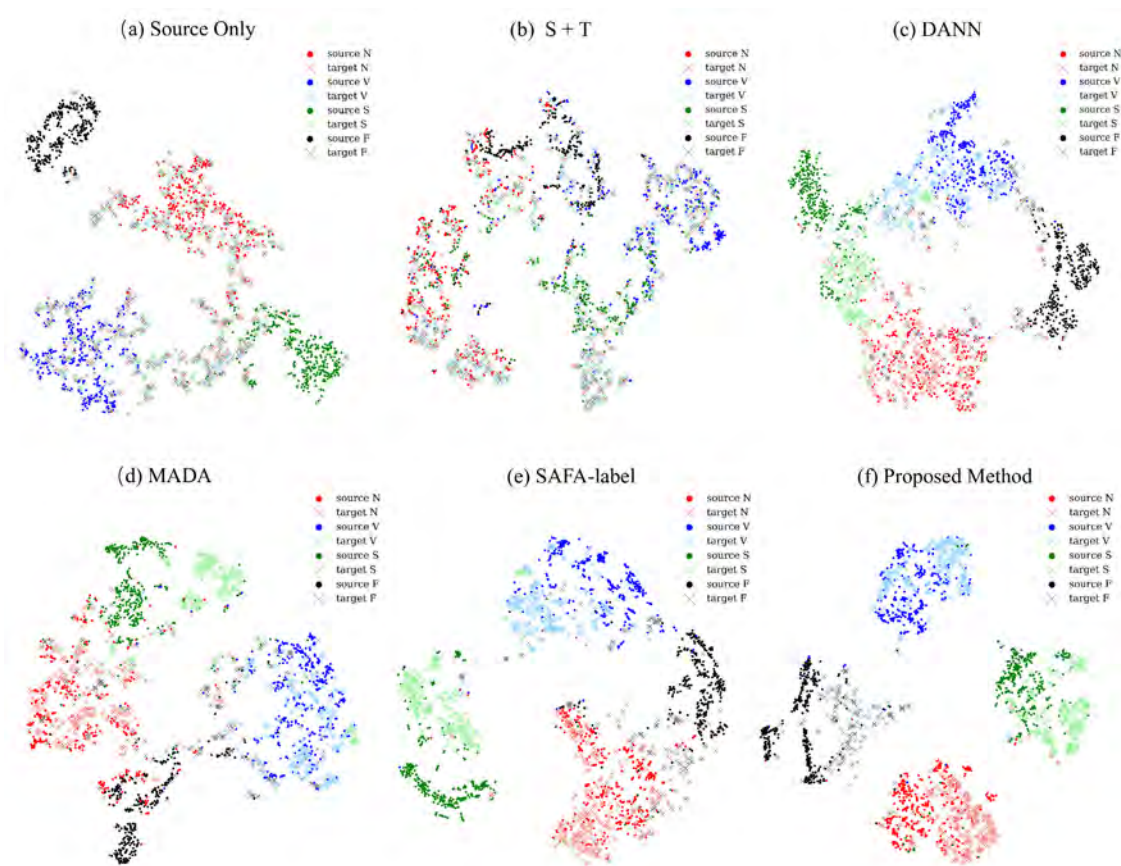 (a) Source Only
source N
target N
source V
target V
source S
target S
source F
target F
(b) S + T
source N
target N
source V
target V
source S
target S
source F
target F
(c) DANN
source N
target N
source V
target V
source S
target S
source F
target F
(d) MADA
source N
target N
source V
target V
source S
target S
source F
target F
(e) SAFA-label
source N
target N
source V
target V
source S
target S
source F
target F
(f) Proposed Method
source N
target N
source V
target V
source S
target S
source F
target F